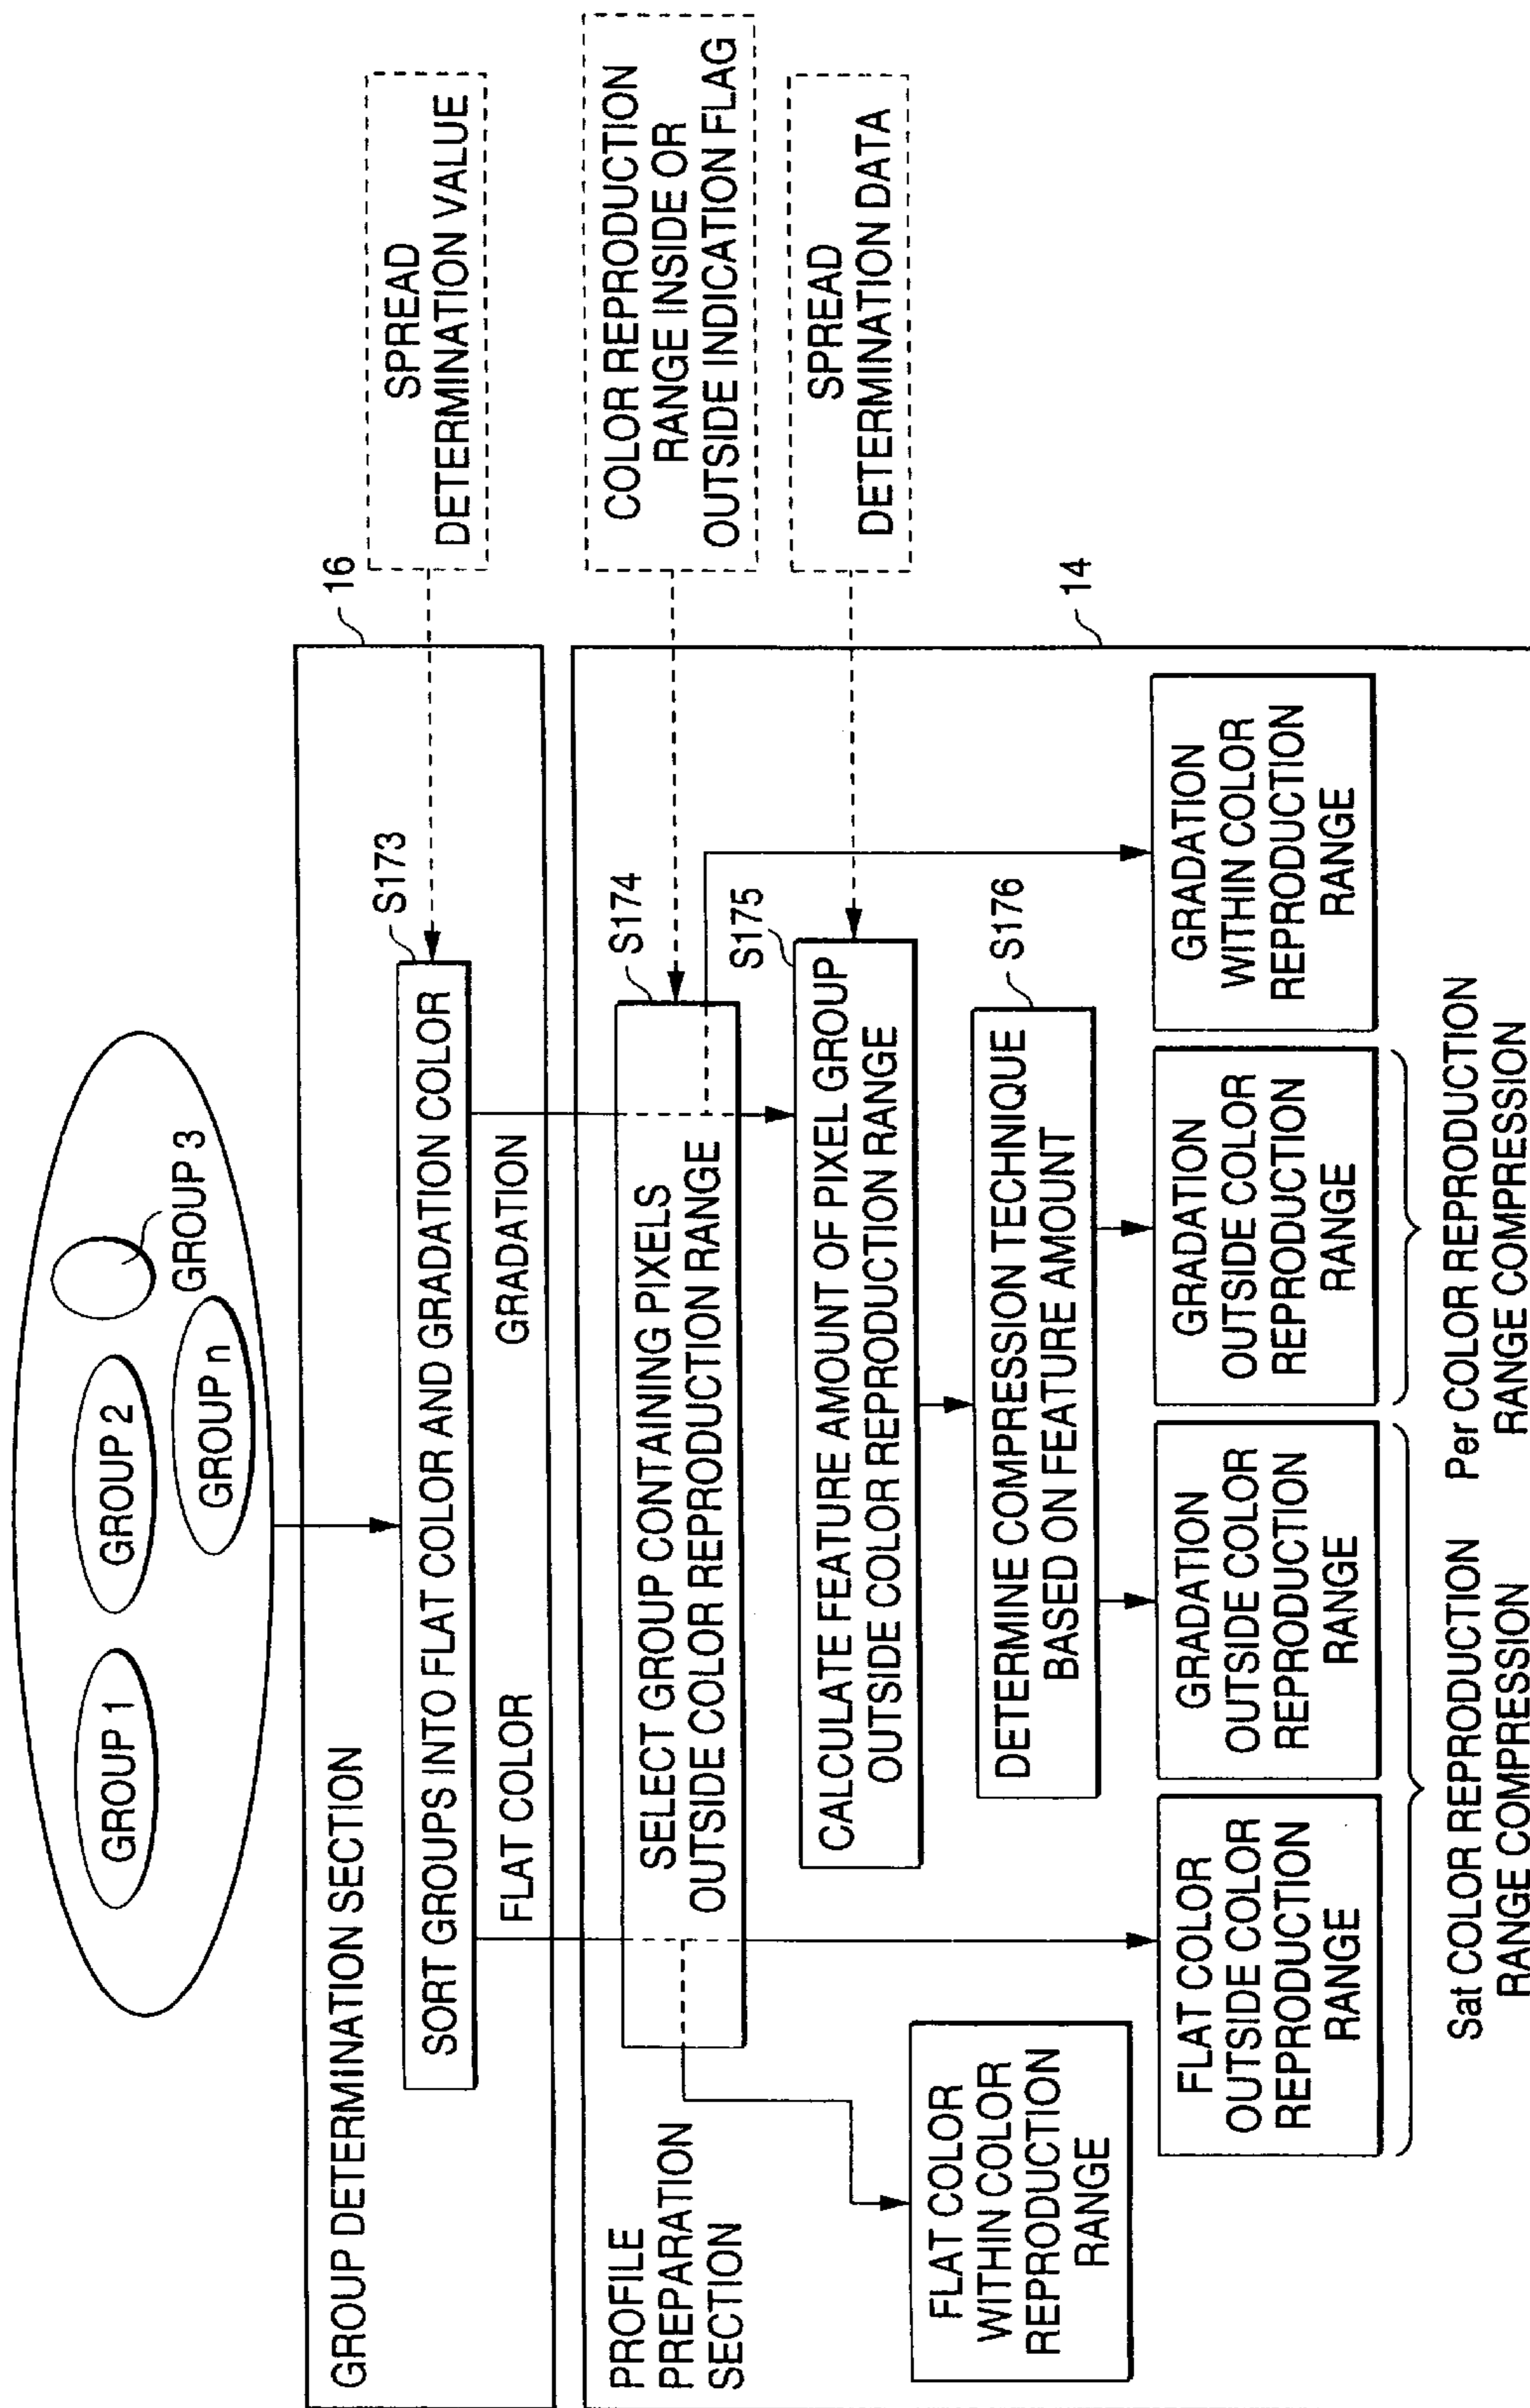 GROUP 1
GROUP 2
GROUP 3
GROUP n
GROUP DETERMINATION SECTION
16
SORT GROUPS INTO FLAT COLOR AND GRADATION COLOR
S173
SPREAD
DETERMINATION VALUE
FLAT COLOR
GRADATION
PROFILE
PREPARATION
SECTION
14
SELECT GROUP CONTAINING PIXELS
OUTSIDE COLOR REPRODUCTION RANGE
S174
COLOR REPRODUCTION
RANGE INSIDE OR
OUTSIDE INDICATION FLAG
CALCULATE FEATURE AMOUNT OF PIXEL GROUP
OUTSIDE COLOR REPRODUCTION RANGE
S175
SPREAD
DETERMINATION DATA
DETERMINE COMPRESSION TECHNIQUE
BASED ON FEATURE AMOUNT
S176
FLAT COLOR
WITHIN COLOR
REPRODUCTION
RANGE
FLAT COLOR
OUTSIDE COLOR
REPRODUCTION
RANGE
GRADATION
OUTSIDE COLOR
REPRODUCTION
RANGE
GRADATION
OUTSIDE COLOR
REPRODUCTION
RANGE
GRADATION
WITHIN COLOR
REPRODUCTION
RANGE
Sat COLOR REPRODUCTION
RANGE COMPRESSION
Per COLOR REPRODUCTION
RANGE COMPRESSION